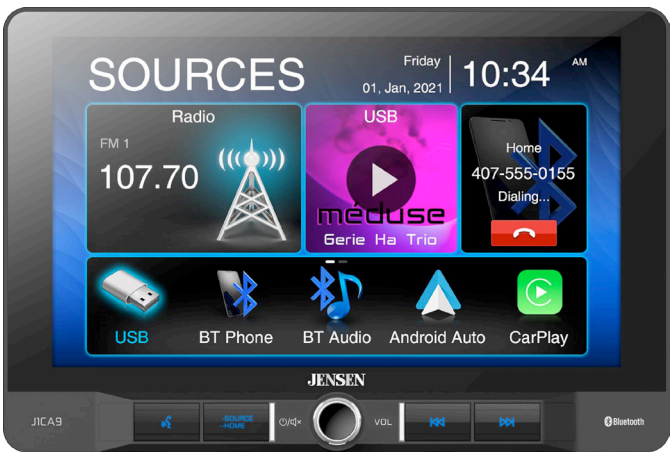 SOURCES
Friday
01, Jan, 2021
10:34 AM
Radio
FM 1
107.70
USB
méduse
Gerie Ha Trio
Home
407-555-0155
Dialing...
USB
BT Phone
BT Audio
Android Auto
CarPlay
JENSEN
J1CA9
SOURCE
HOME
VOL
Bluetooth